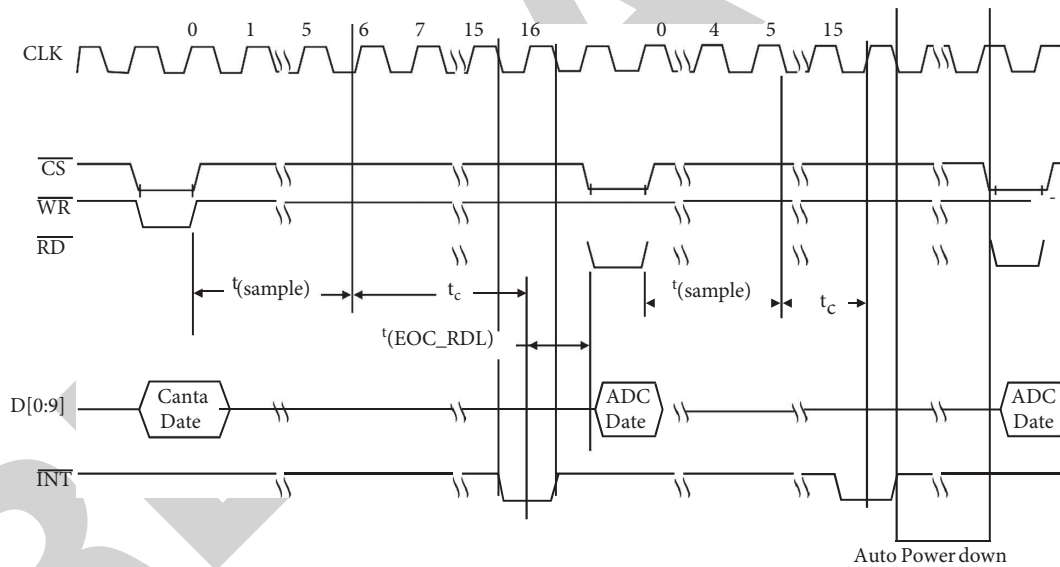 0 1 5 6 7 15 16 0 4 5 15
CLK
CS
WR
RD
t(sample) tc t(sample) tc
t(EOC_RDL)
D[0:9] Canta Date ADC Date ADC Date
INT
Auto Power down